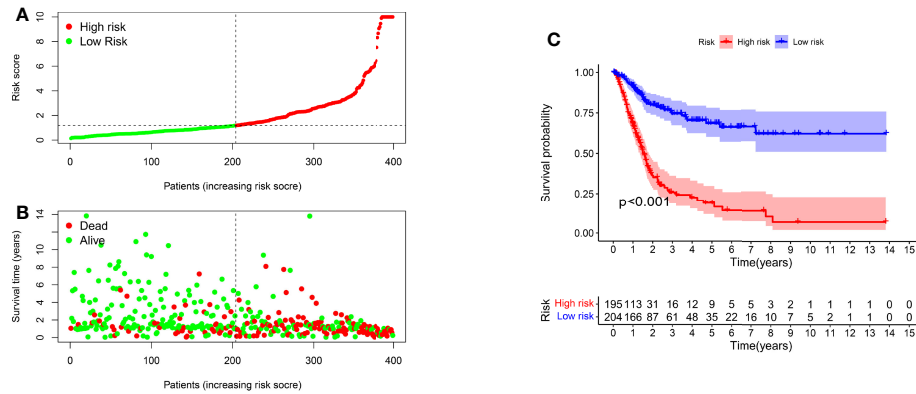 A
High risk
Low Risk
Risk score
10
8
6
4
2
0
0 100 200 300 400
Patients (increasing risk socre)
B
Dead
Alive
Survival time (years)
14
12
10
8
6
4
2
0
0 100 200 300 400
Patients (increasing risk socre)
C
Risk High risk Low risk
Survival probability
1.00
0.75
0.50
0.25
0.00
p<0.001
0 1 2 3 4 5 6 7 8 9 10 11 12 13 14 15
Time(years)
Risk
High risk 195 113 31 16 12 9 5 5 3 2 1 1 1 1 0 0
Low risk 204 166 87 61 48 35 22 16 10 7 5 2 1 1 0 0
0 1 2 3 4 5 6 7 8 9 10 11 12 13 14 15
Time(years)